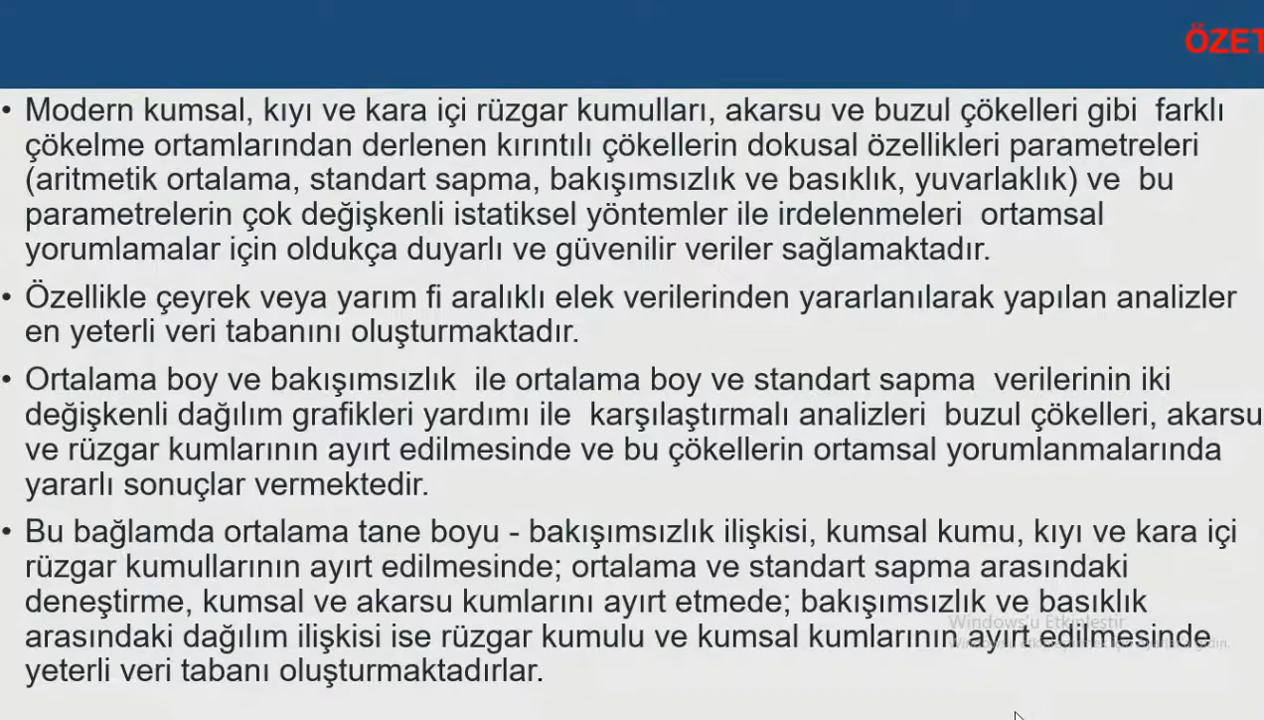 ÖZET
• Modern kumsal, kıyı ve kara içi rüzgar kumulları, akarsu ve buzul çökelleri gibi farklı
çökelme ortamlarından derlenen kırıntılı çökellerin dokusal özellikleri parametreleri
(aritmetik ortalama, standart sapma, bakışımsızlık ve basıklık, yuvarlaklık) ve bu
parametrelerin çok değişkenli istatiksel yöntemler ile irdelenmeleri ortamsal
yorumlamalar için oldukça duyarlı ve güvenilir veriler sağlamaktadır.
• Özellikle çeyrek veya yarım fi aralıklı elek verilerinden yararlanılarak yapılan analizler
en yeterli veri tabanını oluşturmaktadır.
• Ortalama boy ve bakışımsızlık ile ortalama boy ve standart sapma verilerinin iki
değişkenli dağılım grafikleri yardımı ile karşılaştırmalı analizleri buzul çökelleri, akarsu
ve rüzgar kumlarının ayırt edilmesinde ve bu çökellerin ortamsal yorumlanmalarında
yararlı sonuçlar vermektedir.
• Bu bağlamda ortalama tane boyu - bakışımsızlık ilişkisi, kumsal kumu, kıyı ve kara içi
rüzgar kumullarının ayırt edilmesinde; ortalama ve standart sapma arasındaki
deneştirme, kumsal ve akarsu kumlarını ayırt etmede; bakışımsızlık ve basıklık
Windows'u Etkinleştir
arasındaki dağılım ilişkisi ise rüzgar kumulu ve kumsal kumlarının ayırt edilmesinde
yeterli veri tabanı oluşturmaktadırlar.